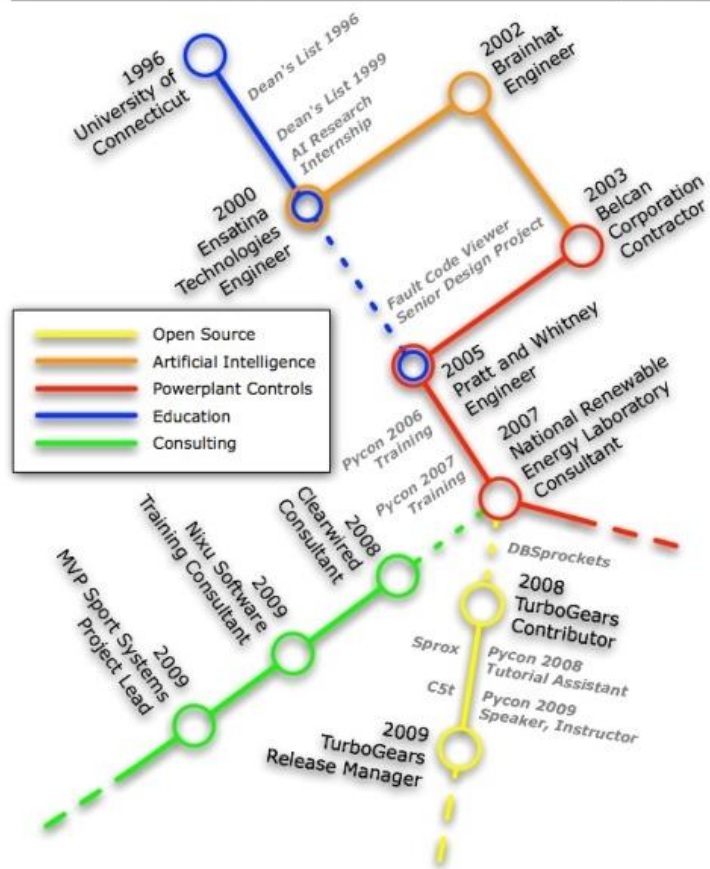 1996
University of
Connecticut
Dean's List 1996
Dean's List 1999
AI Research
Internship
2002
Brainhat
Engineer
2000
Ensatina
Technologies
Engineer
2003
Belcan
Corporation
Contractor
Fault Code Viewer
Senior Design Project
Open Source
Artificial Intelligence
Powerplant Controls
Education
Consulting
2005
Pratt and Whitney
Engineer
Pycon 2006
Training
Pycon 2007
Training
2007
National Renewable
Energy Laboratory
Consultant
2008
Clearwired
Consultant
2009
Nixu Software
Training Consultant
2009
MVP Sport Systems
Project Lead
DBSprockets
2008
TurboGears
Contributor
Sprox
Pycon 2008
Tutorial Assistant
C5t
Pycon 2009
Speaker, Instructor
2009
TurboGears
Release Manager